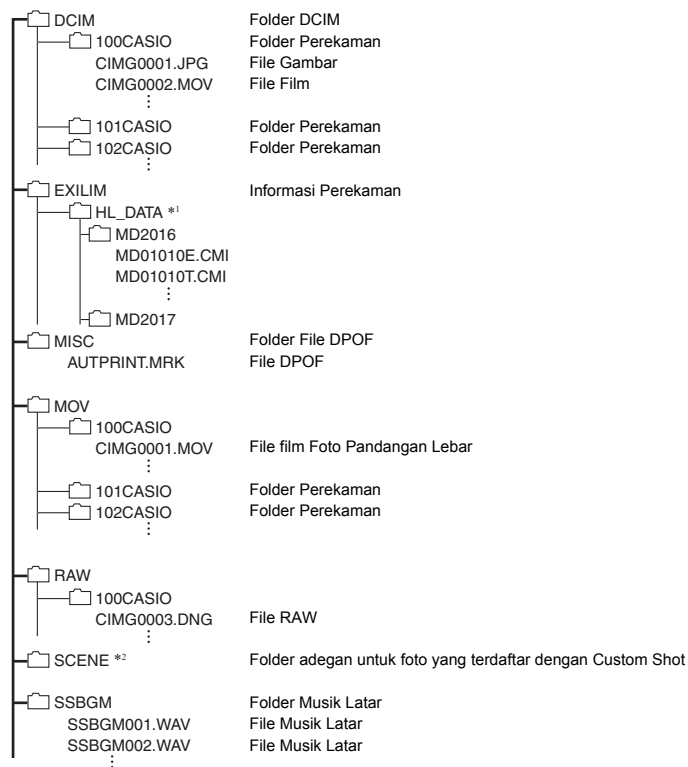 DCIM Folder DCIM
100CASIO Folder Perekaman
CIMG0001.JPG File Gambar
CIMG0002.MOV File Film
101CASIO Folder Perekaman
102CASIO Folder Perekaman
EXILIM Informasi Perekaman
HL_DATA *1
MD2016
MD01010E.CMI
MD01010T.CMI
MD2017
MISC Folder File DPOF
AUTPRINT.MRK File DPOF
MOV
100CASIO
CIMG0001.MOV File film Foto Pandangan Lebar
101CASIO Folder Perekaman
102CASIO Folder Perekaman
RAW
100CASIO
CIMG0003.DNG File RAW
SCENE *2 Folder adegan untuk foto yang terdaftar dengan Custom Shot
SSBGM Folder Musik Latar
SSBGM001.WAV File Musik Latar
SSBGM002.WAV File Musik Latar